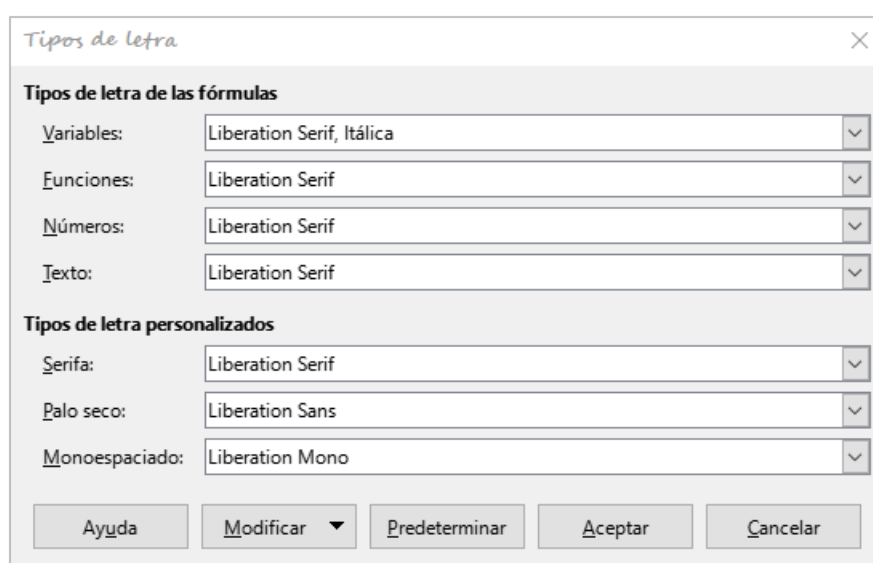 Tipos de letra
Tipos de letra de las fórmulas
Variables: Liberation Serif, Itálica
Funciones: Liberation Serif
Números: Liberation Serif
Texto: Liberation Serif
Tipos de letra personalizados
Serifa: Liberation Serif
Palo seco: Liberation Sans
Monoespaciado: Liberation Mono
Ayuda Modificar Predeterminar Aceptar Cancelar